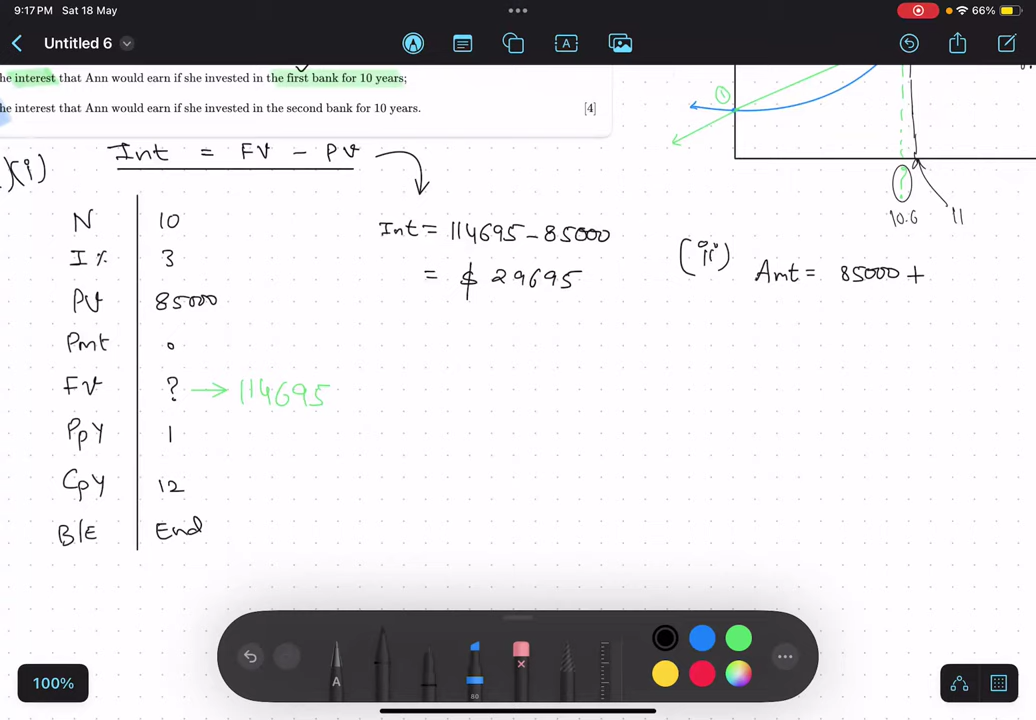 9:17PM Sat 18 May
66%
Untitled 6
he interest that Ann would earn if she invested in the first bank for 10 years;
he interest that Ann would earn if she invested in the second bank for 10 years. [4]
)(i) Int = FV - PV
N 10
I % 3
PV 85000
Pmt 0
FV ? → 114695
PpY 1
CpY 12
B/E End
Int = 114695 - 85000
= $ 29695
(ii) Amt = 85000 +
1
?
10.6 11
A
80
100%